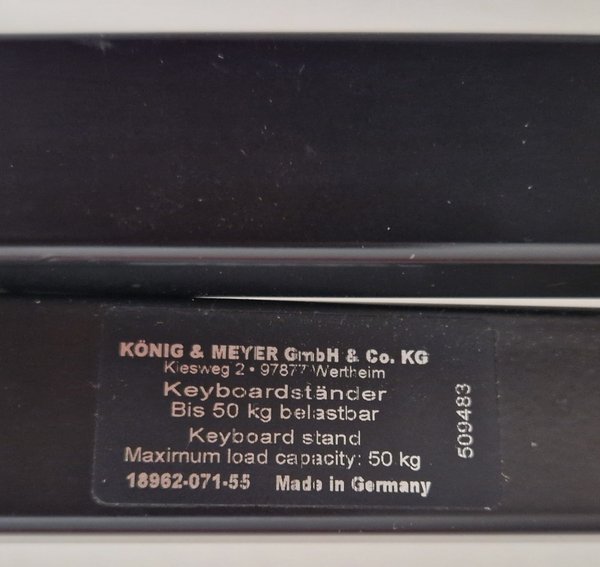 KÖNIG & MEYER GmbH & Co. KG
Kiesweg 2 • 97877 Wertheim
Keyboardständer
Bis 50 kg belastbar
Keyboard stand
Maximum load capacity: 50 kg
18962-071-55 Made in Germany
509483